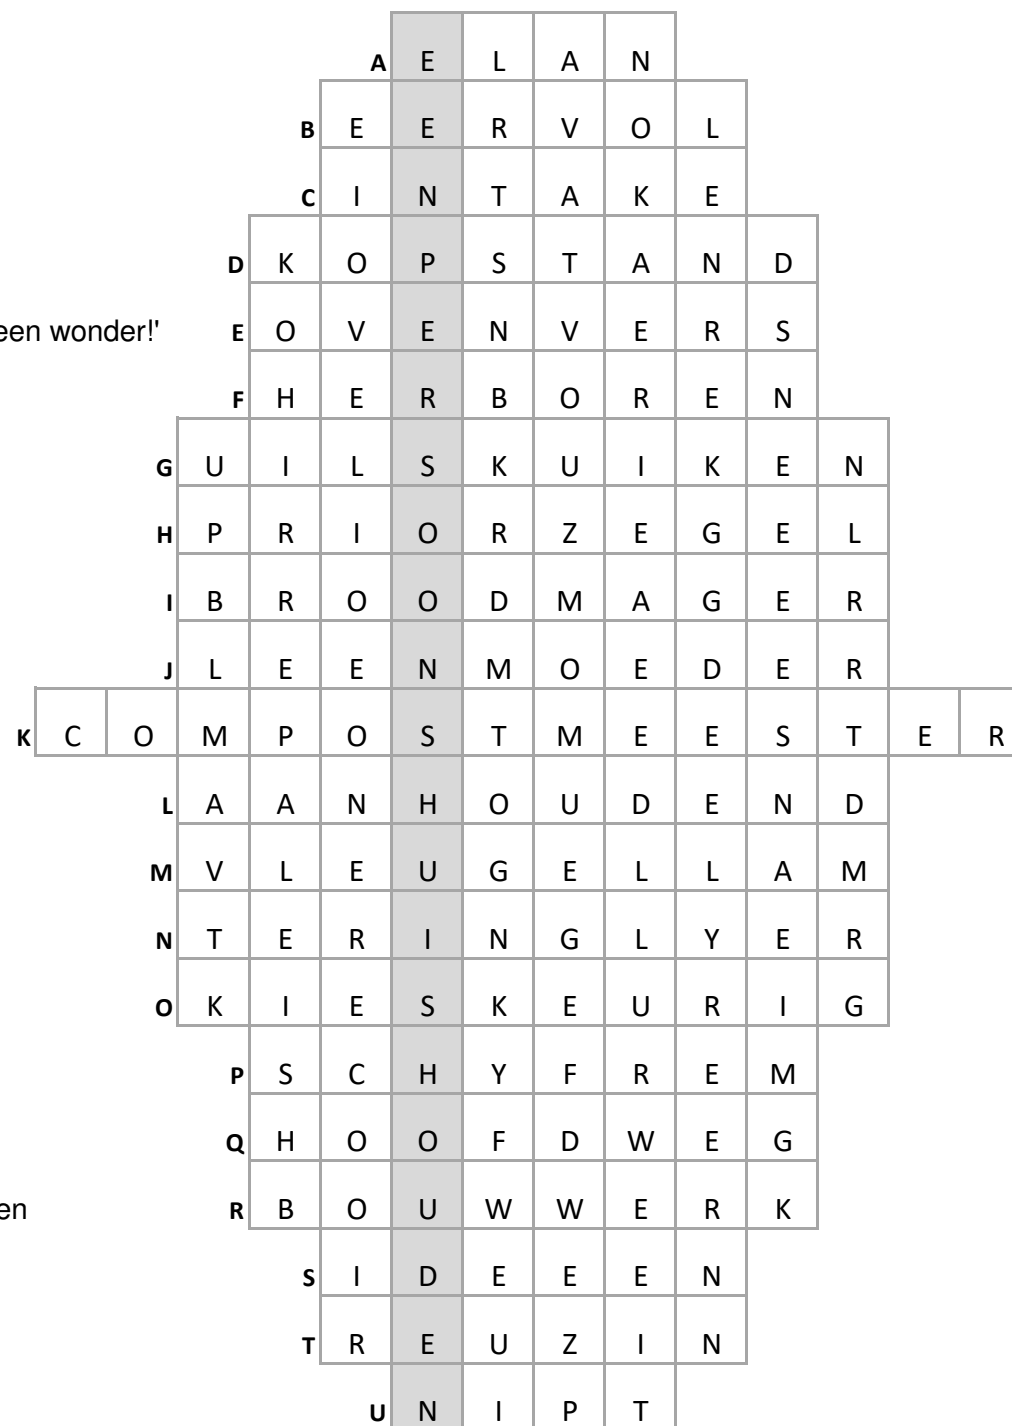 A E L A N
B E E R V O L
C I N T A K E
D K O P S T A N D
een wonder!' E O V E N V E R S
F H E R B O R E N
G U I L S K U I K E N
H P R I O R Z E G E L
I B R O O D M A G E R
J L E E N M O E D E R
K C O M P O S T M E E S T E R
L A A N H O U D E N D
M V L E U G E L L A M
N T E R I N G L Y E R
O K I E S K E U R I G
P S C H Y F R E M
Q H O O F D W E G
en R B O U W W E R K
S I D E E E N
T R E U Z I N
U N I P T